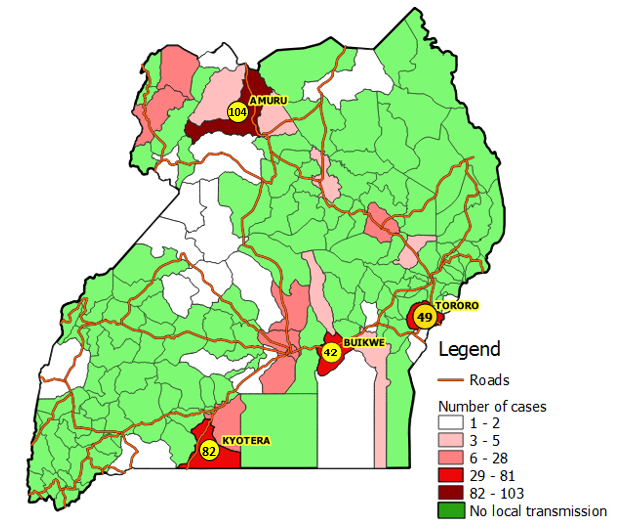 AMURU
104
TORORO
49
BUIKWE
42
KYOTERA
82
Legend
Roads
Number of cases
1 - 2
3 - 5
6 - 28
29 - 81
82 - 103
No local transmission